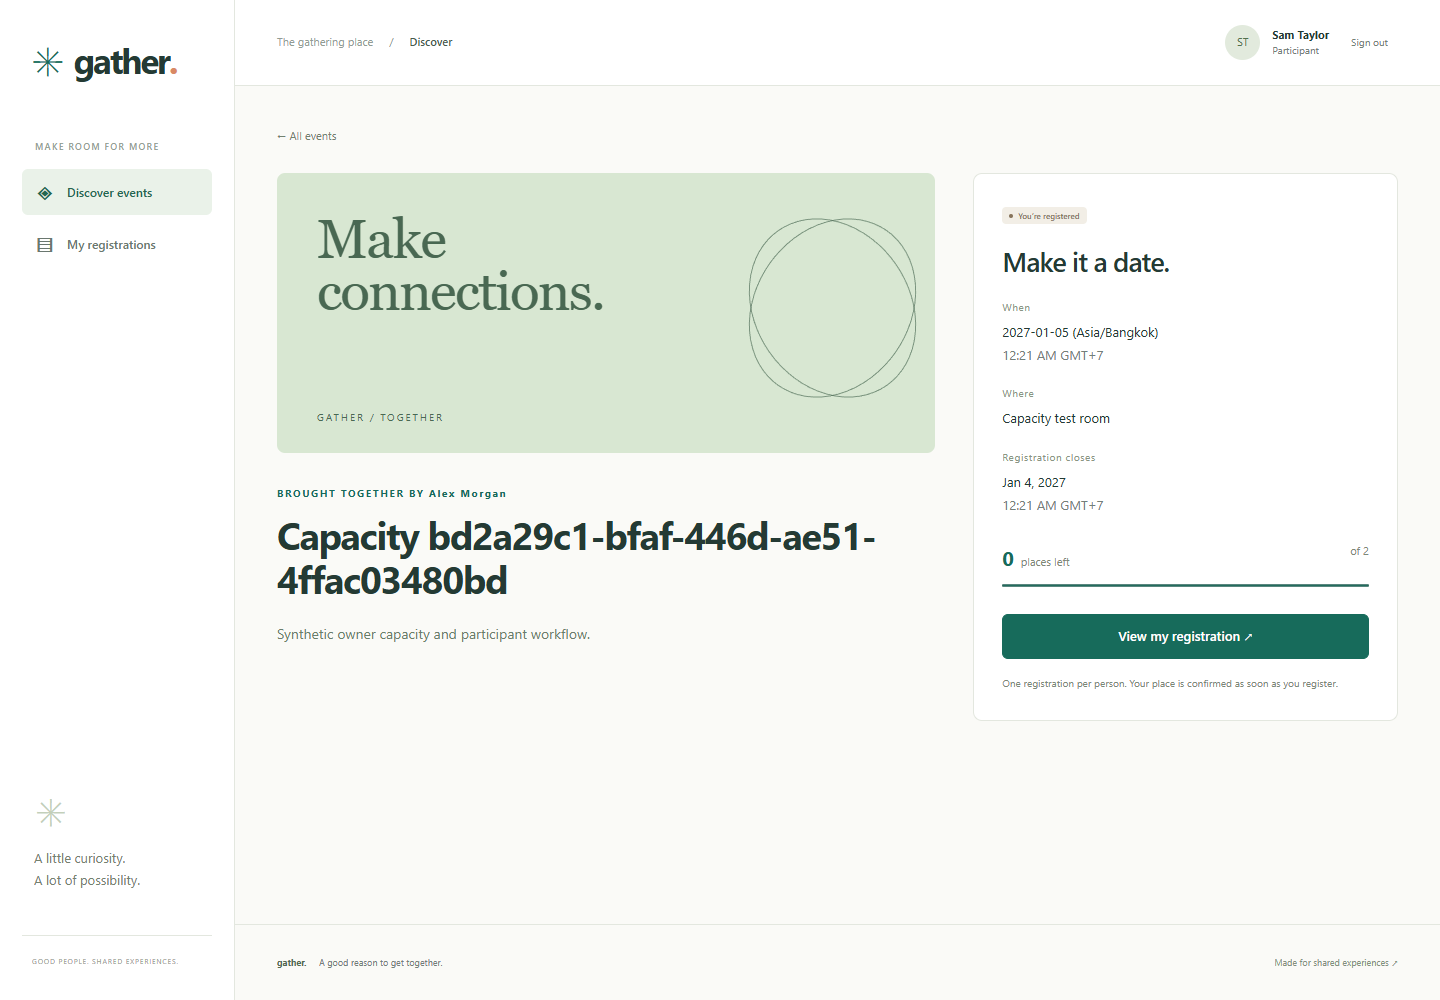 gather.
MAKE ROOM FOR MORE
Discover events
My registrations
A little curiosity.
A lot of possibility.
GOOD PEOPLE. SHARED EXPERIENCES.
The gathering place / Discover
ST
Sam Taylor
Participant
Sign out
← All events
Make
connections.
GATHER / TOGETHER
BROUGHT TOGETHER BY Alex Morgan
Capacity bd2a29c1-bfaf-446d-ae51-
4ffac03480bd
Synthetic owner capacity and participant workflow.
You're registered
Make it a date.
When
2027-01-05 (Asia/Bangkok)
12:21 AM GMT+7
Where
Capacity test room
Registration closes
Jan 4, 2027
12:21 AM GMT+7
0 places left
of 2
View my registration ↗
One registration per person. Your place is confirmed as soon as you register.
gather. A good reason to get together.
Made for shared experiences ↗